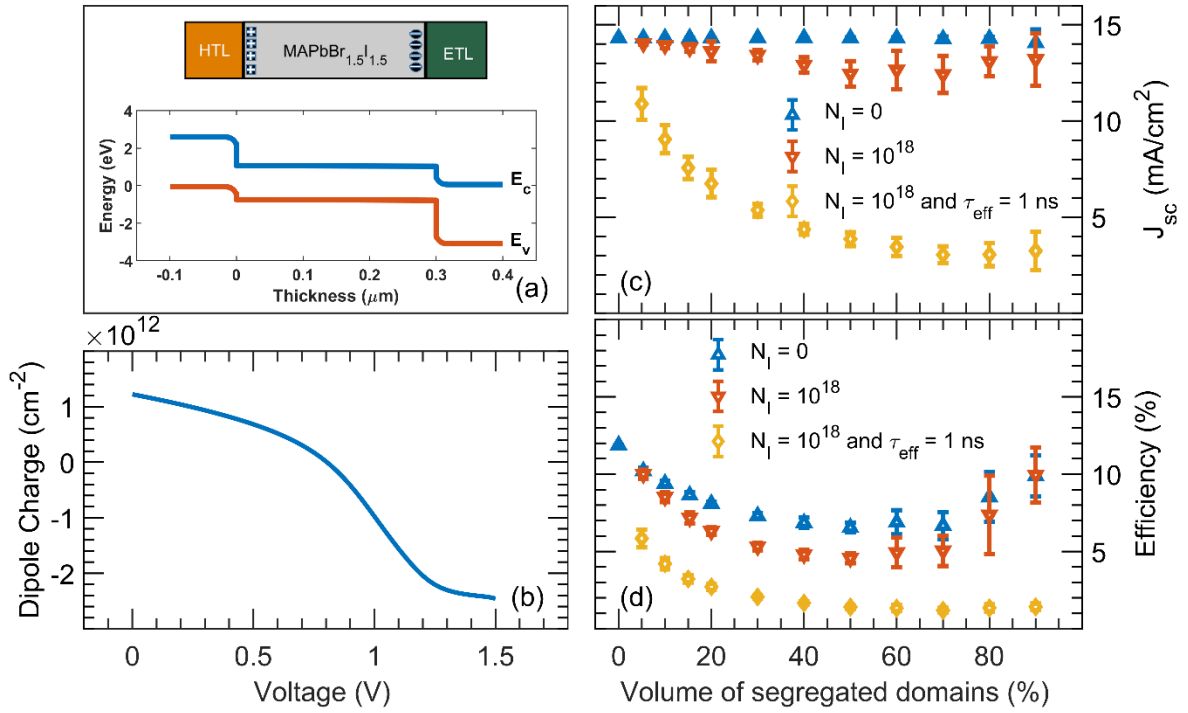 HTL
MAPbBr1.5I1.5
ETL
Energy (eV)
4
2
0
-2
-4
Ec
Ev
-0.1
0
0.1
0.2
0.3
0.4
Thickness (μm)
(a)
×10^12
Dipole Charge (cm^-2)
1
0
-1
-2
(b)
0
0.5
1
1.5
Voltage (V)
(c)
NI = 0
NI = 10^18
NI = 10^18 and τeff = 1 ns
15
10
5
Jsc (mA/cm^2)
(d)
NI = 0
NI = 10^18
NI = 10^18 and τeff = 1 ns
15
10
5
Efficiency (%)
0
20
40
60
80
Volume of segregated domains (%)